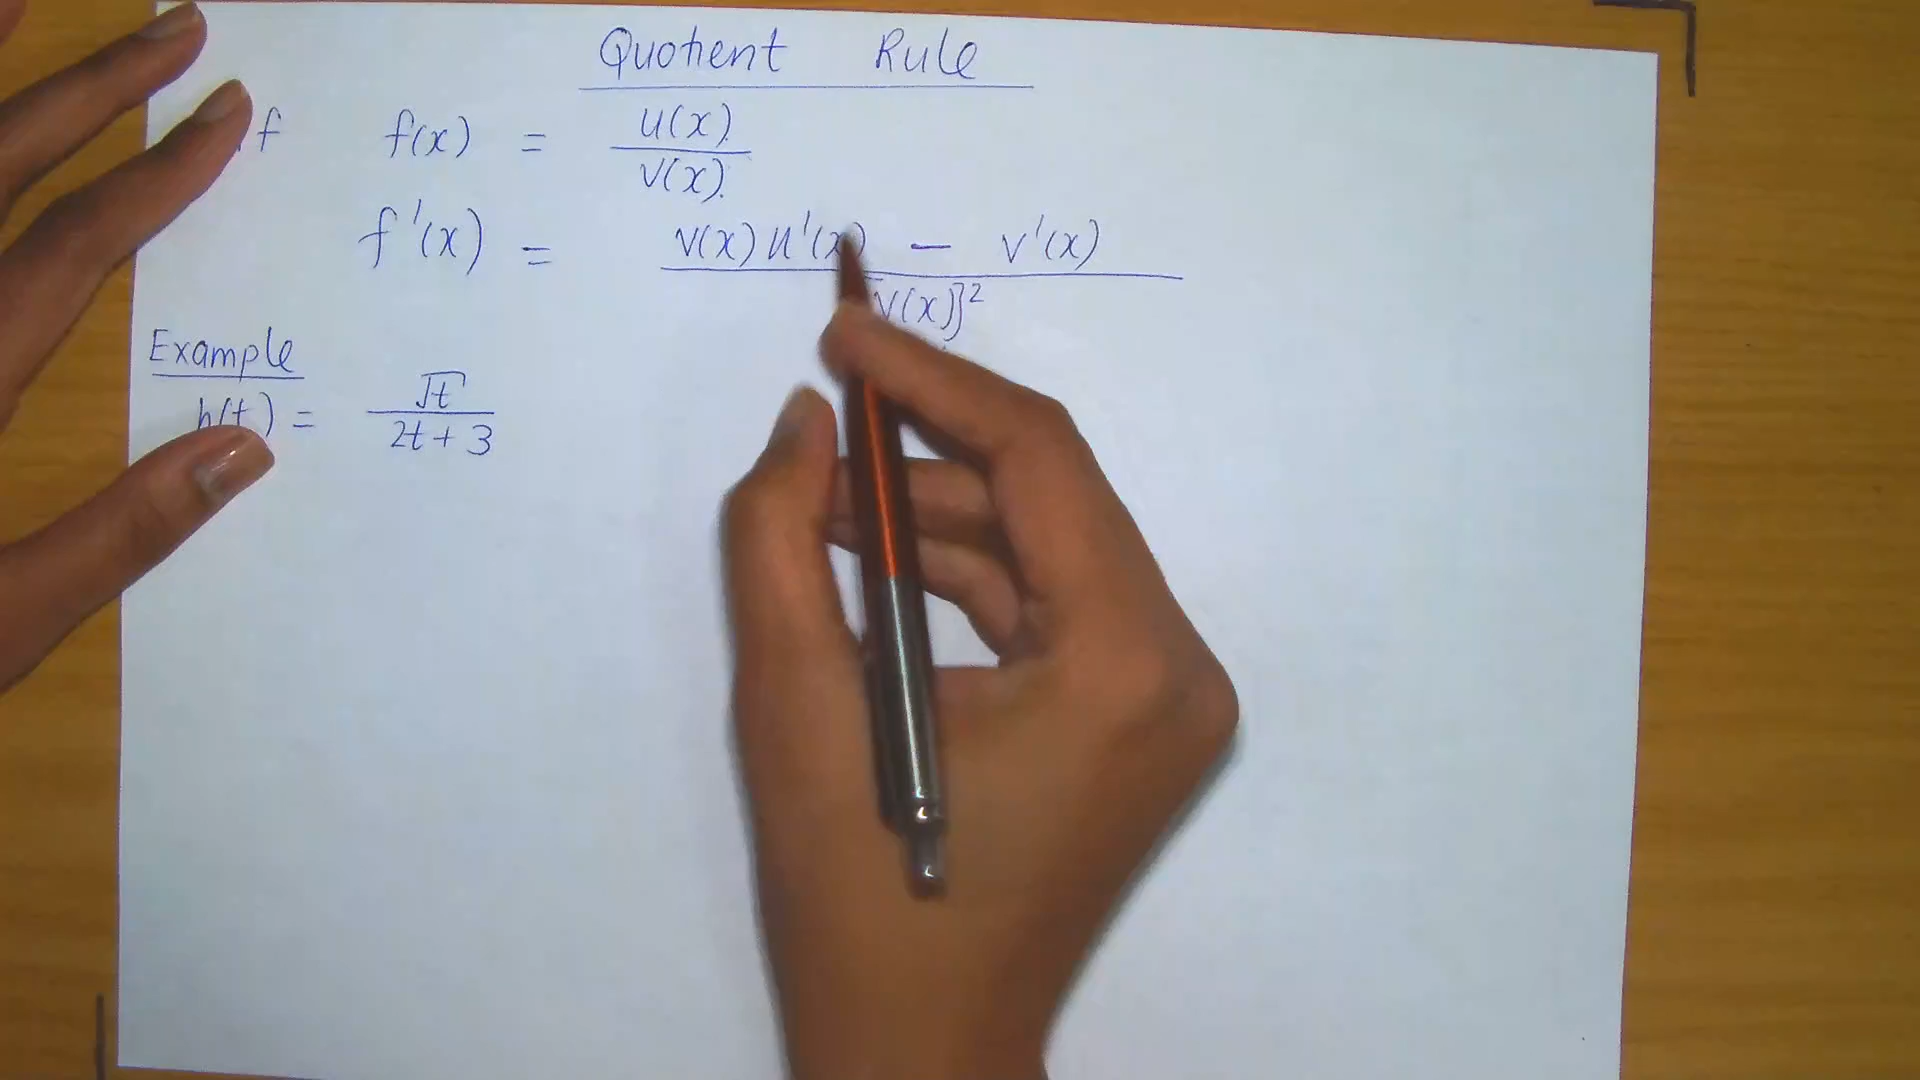 Quotient Rule
f f(x) = u(x)/v(x)
f'(x) = v(x) u'(x) - v'(x) / v(x)]²
Example
h(t) = √t / 2t + 3